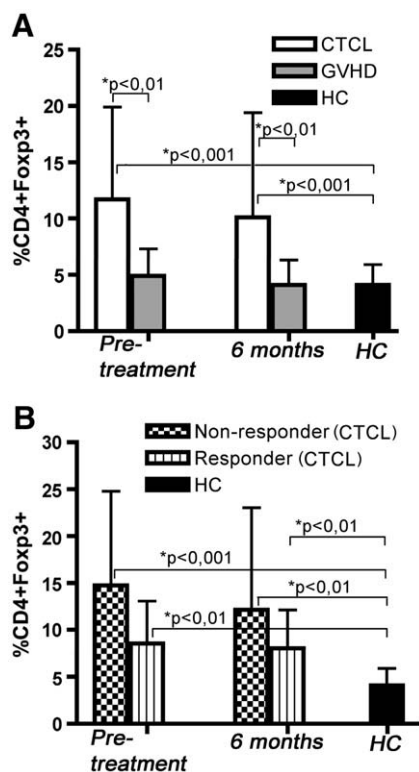 A
CTCL
GVHD
HC
%CD4+Foxp3+
25
20
15
10
5
0
*p<0,01
*p<0,01
*p<0,001
*p<0,001
Pre-
treatment
6 months
HC
B
Non-responder (CTCL)
Responder (CTCL)
HC
%CD4+Foxp3+
30
25
20
15
10
5
0
*p<0,01
*p<0,001
*p<0,01
*p<0,01
Pre-
treatment
6 months
HC